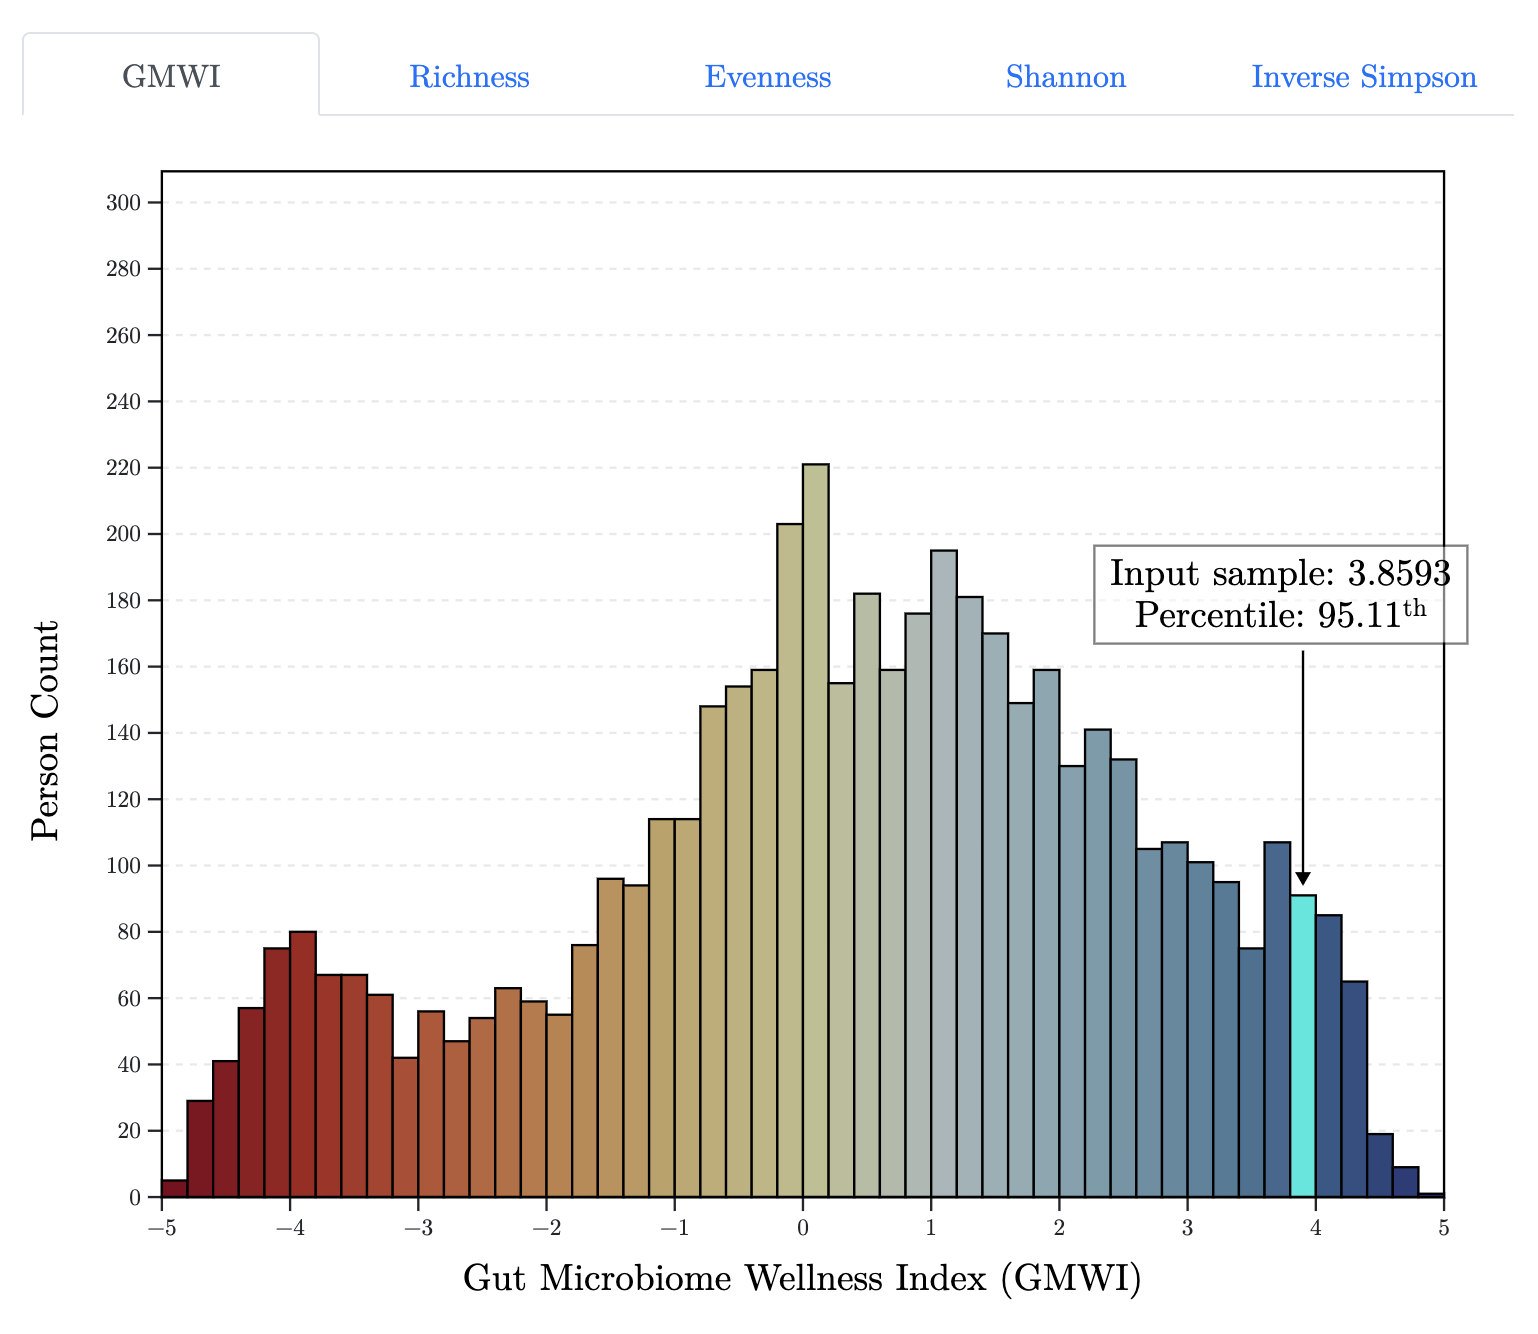 GMWI Richness Evenness Shannon Inverse Simpson
300
280
260
240
220
200
Input sample: 3.8593
180
Percentile: 95.11th
160
140
120
100
80
60
40
20
0
Person Count
−5 −4 −3 −2 −1 0 1 2 3 4 5
Gut Microbiome Wellness Index (GMWI)